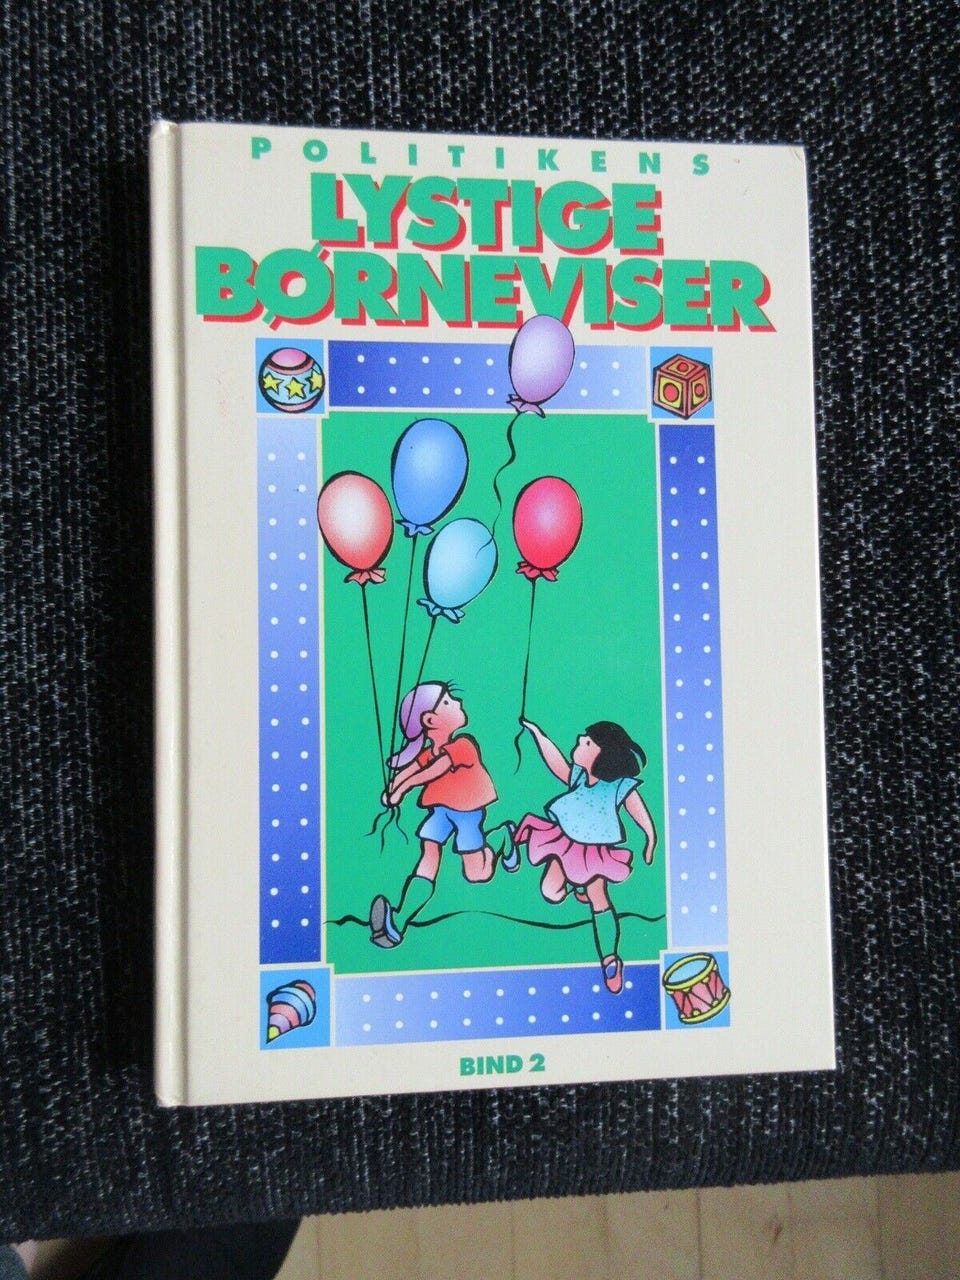 POLITIKENS
LYSTIGE
BØRNEVISER
BIND 2